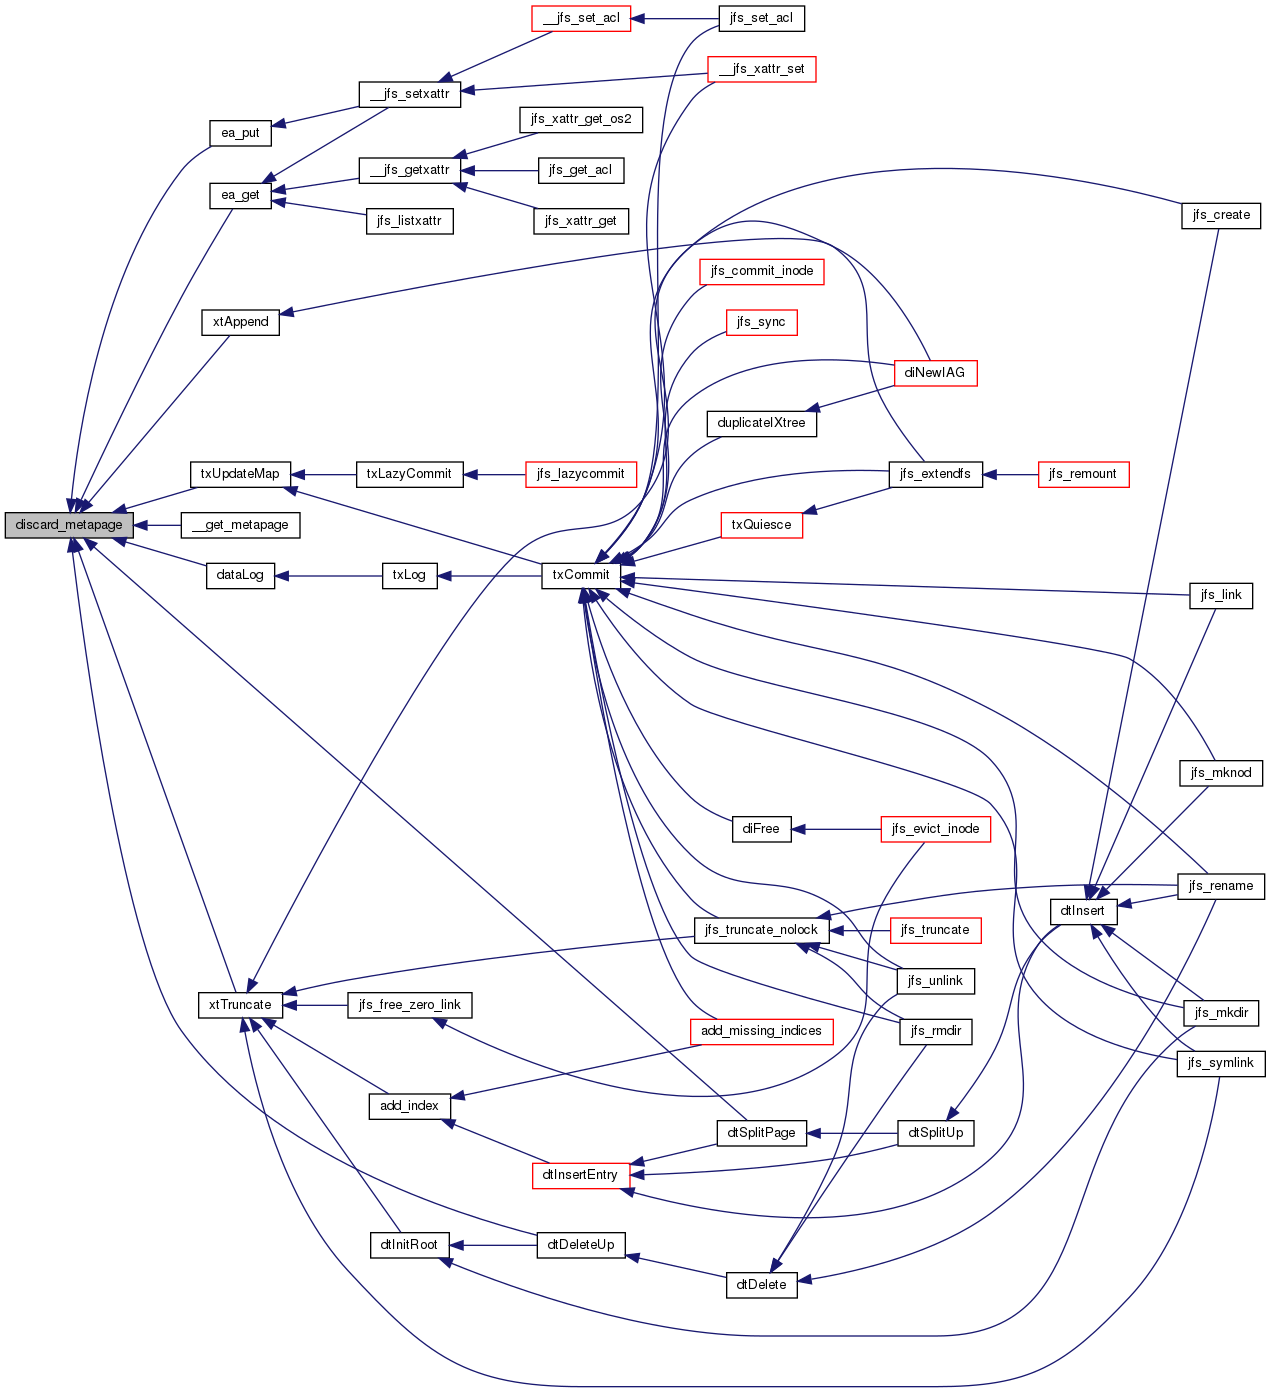 __jfs_set_acl
jfs_set_acl
__jfs_xattr_set
__jfs_setxattr
jfs_xattr_get_os2
ea_put
__jfs_getxattr
jfs_get_acl
ea_get
jfs_listxattr
jfs_xattr_get
jfs_create
jfs_commit_inode
xtAppend
jfs_sync
diNewIAG
duplicateIXtree
txUpdateMap
txLazyCommit
jfs_lazycommit
jfs_extendfs
jfs_remount
discard_metapage
__get_metapage
txQuiesce
dataLog
txLog
txCommit
jfs_link
jfs_mknod
diFree
jfs_evict_inode
jfs_rename
dtInsert
jfs_truncate_nolock
jfs_truncate
jfs_unlink
xtTruncate
jfs_free_zero_link
jfs_mkdir
add_missing_indices
jfs_rmdir
jfs_symlink
add_index
dtSplitPage
dtSplitUp
dtInsertEntry
dtInitRoot
dtDeleteUp
dtDelete